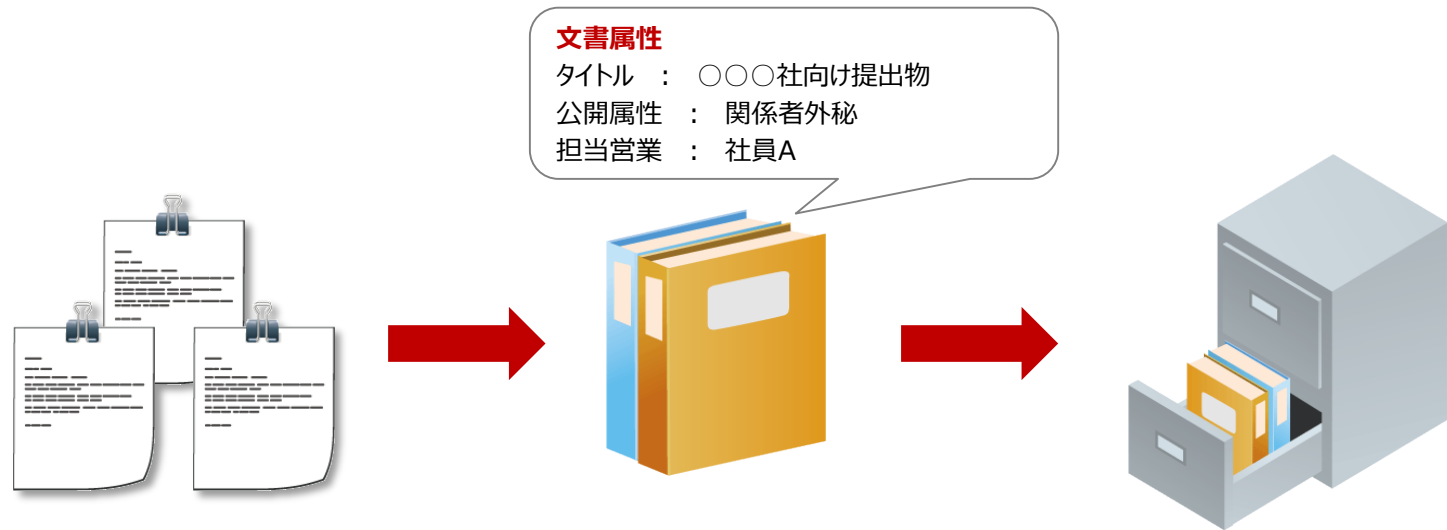 文書属性
タイトル ： ○○○社向け提出物
公開属性 ： 関係者外秘
担当営業 ： 社員A